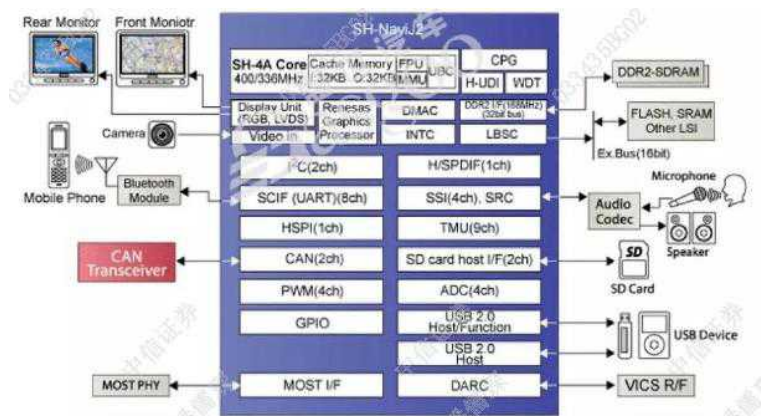 Rear Monitor
Front Moniotr
SH-NaviJ2
SH-4A Core
400/336MHz
Cache Memory
I:32KB O:32KB
FPU
MMU
UBC
CPG
H-UDI
WDT
DDR2-SDRAM
Display Unit
(RGB, LVDS)
Renesas
Graphics
Processor
DMAC
DDR2 I/F(168MHz)
(32bit bus)
Camera
Video in
INTC
LBSC
FLASH, SRAM
Other LSI
Ex.Bus(16bit)
I²C(2ch)
H/SPDIF(1ch)
Microphone
Mobile Phone
Bluetooth
Module
SCIF (UART)(8ch)
SSI(4ch), SRC
Audio
Codec
HSPI(1ch)
TMU(9ch)
Speaker
CAN
Transceiver
CAN(2ch)
SD card host I/F(2ch)
SD
SD Card
PWM(4ch)
ADC(4ch)
GPIO
USB 2.0
Host/Function
USB Device
USB 2.0
Host
MOST PHY
MOST I/F
DARC
VICS R/F
中信证券